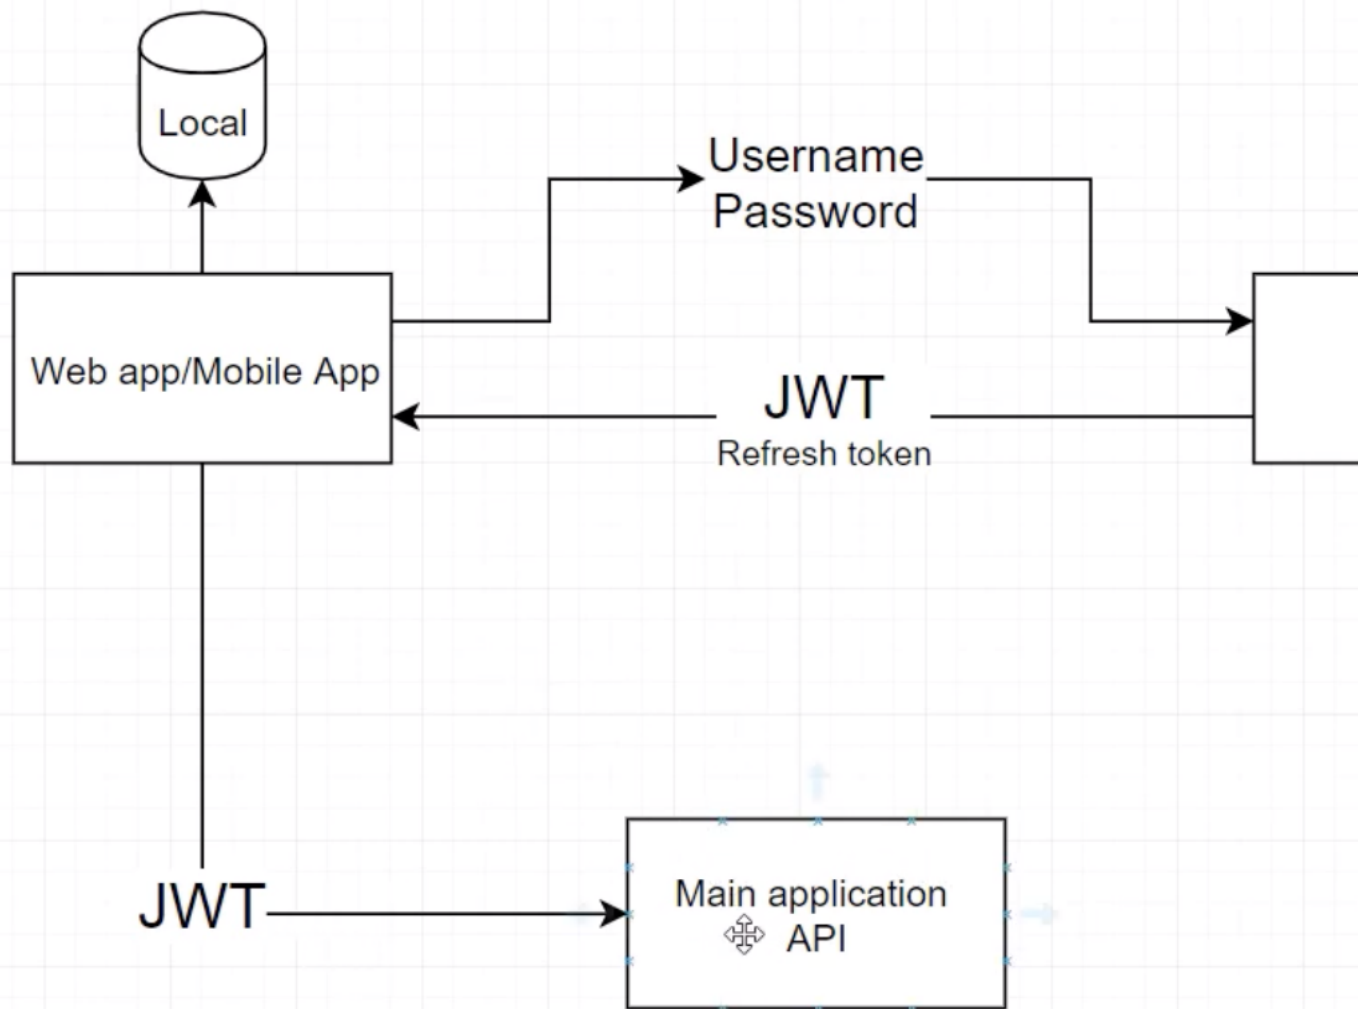 Local
Username
Password
Web app/Mobile App
JWT
Refresh token
JWT
Main application
API